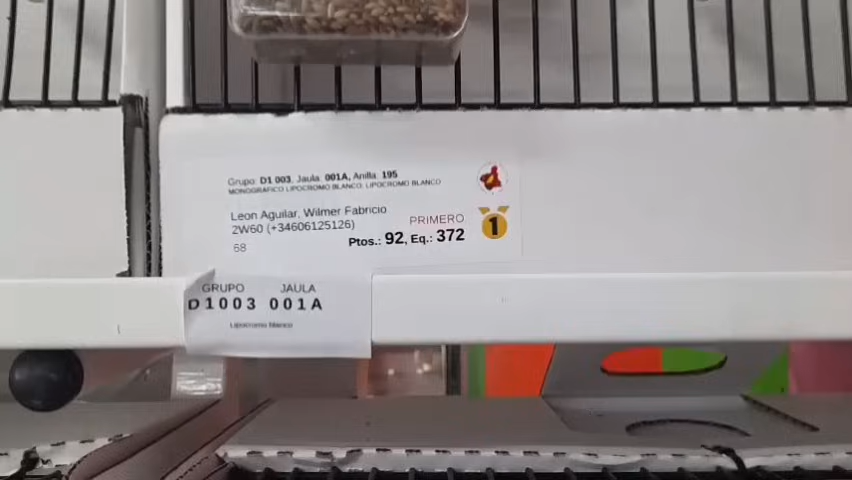 Grupo: D1 003, Jaula 001A, Anilla 195
MONOGRAFICO LIPOCROMO BLANCO. LIPOCROMO BLANCO
Leon Aguilar, Wilmer Fabricio
2W60 (+34606125126)
68
PRIMERO
Ptos.: 92, Eq.: 372
1
GRUPO JAULA
D1003 001A
Lipocromo blanco